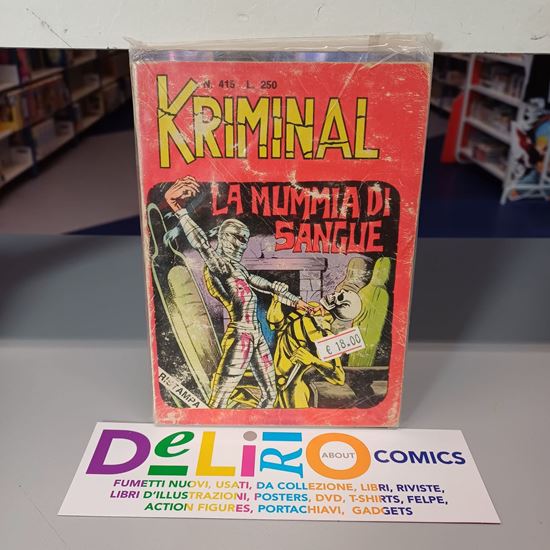 N. 415 L. 250
KRIMINAL
LA MUMMIA DI
SANGUE
€ 18.00
RISTAMPA
DeLiRiO ABOUT COMICS
FUMETTI NUOVI, USATI, DA COLLEZIONE, LIBRI, RIVISTE,
LIBRI D'ILLUSTRAZIONI, POSTERS, DVD, T-SHIRTS, FELPE,
ACTION FIGURES, PORTACHIAVI, GADGETS